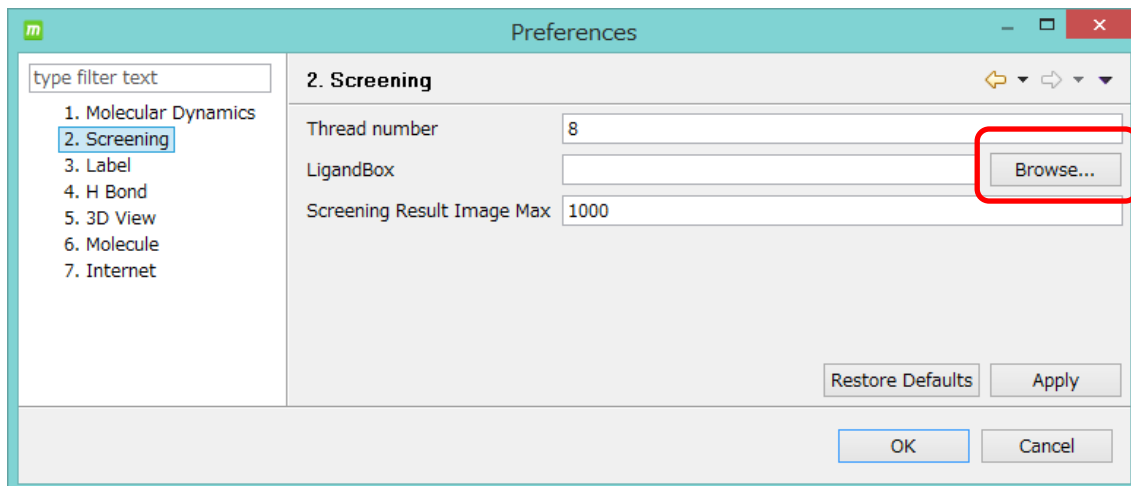 m
Preferences
type filter text
1. Molecular Dynamics
2. Screening
3. Label
4. H Bond
5. 3D View
6. Molecule
7. Internet
2. Screening
Thread number 8
LigandBox Browse...
Screening Result Image Max 1000
Restore Defaults Apply
OK Cancel